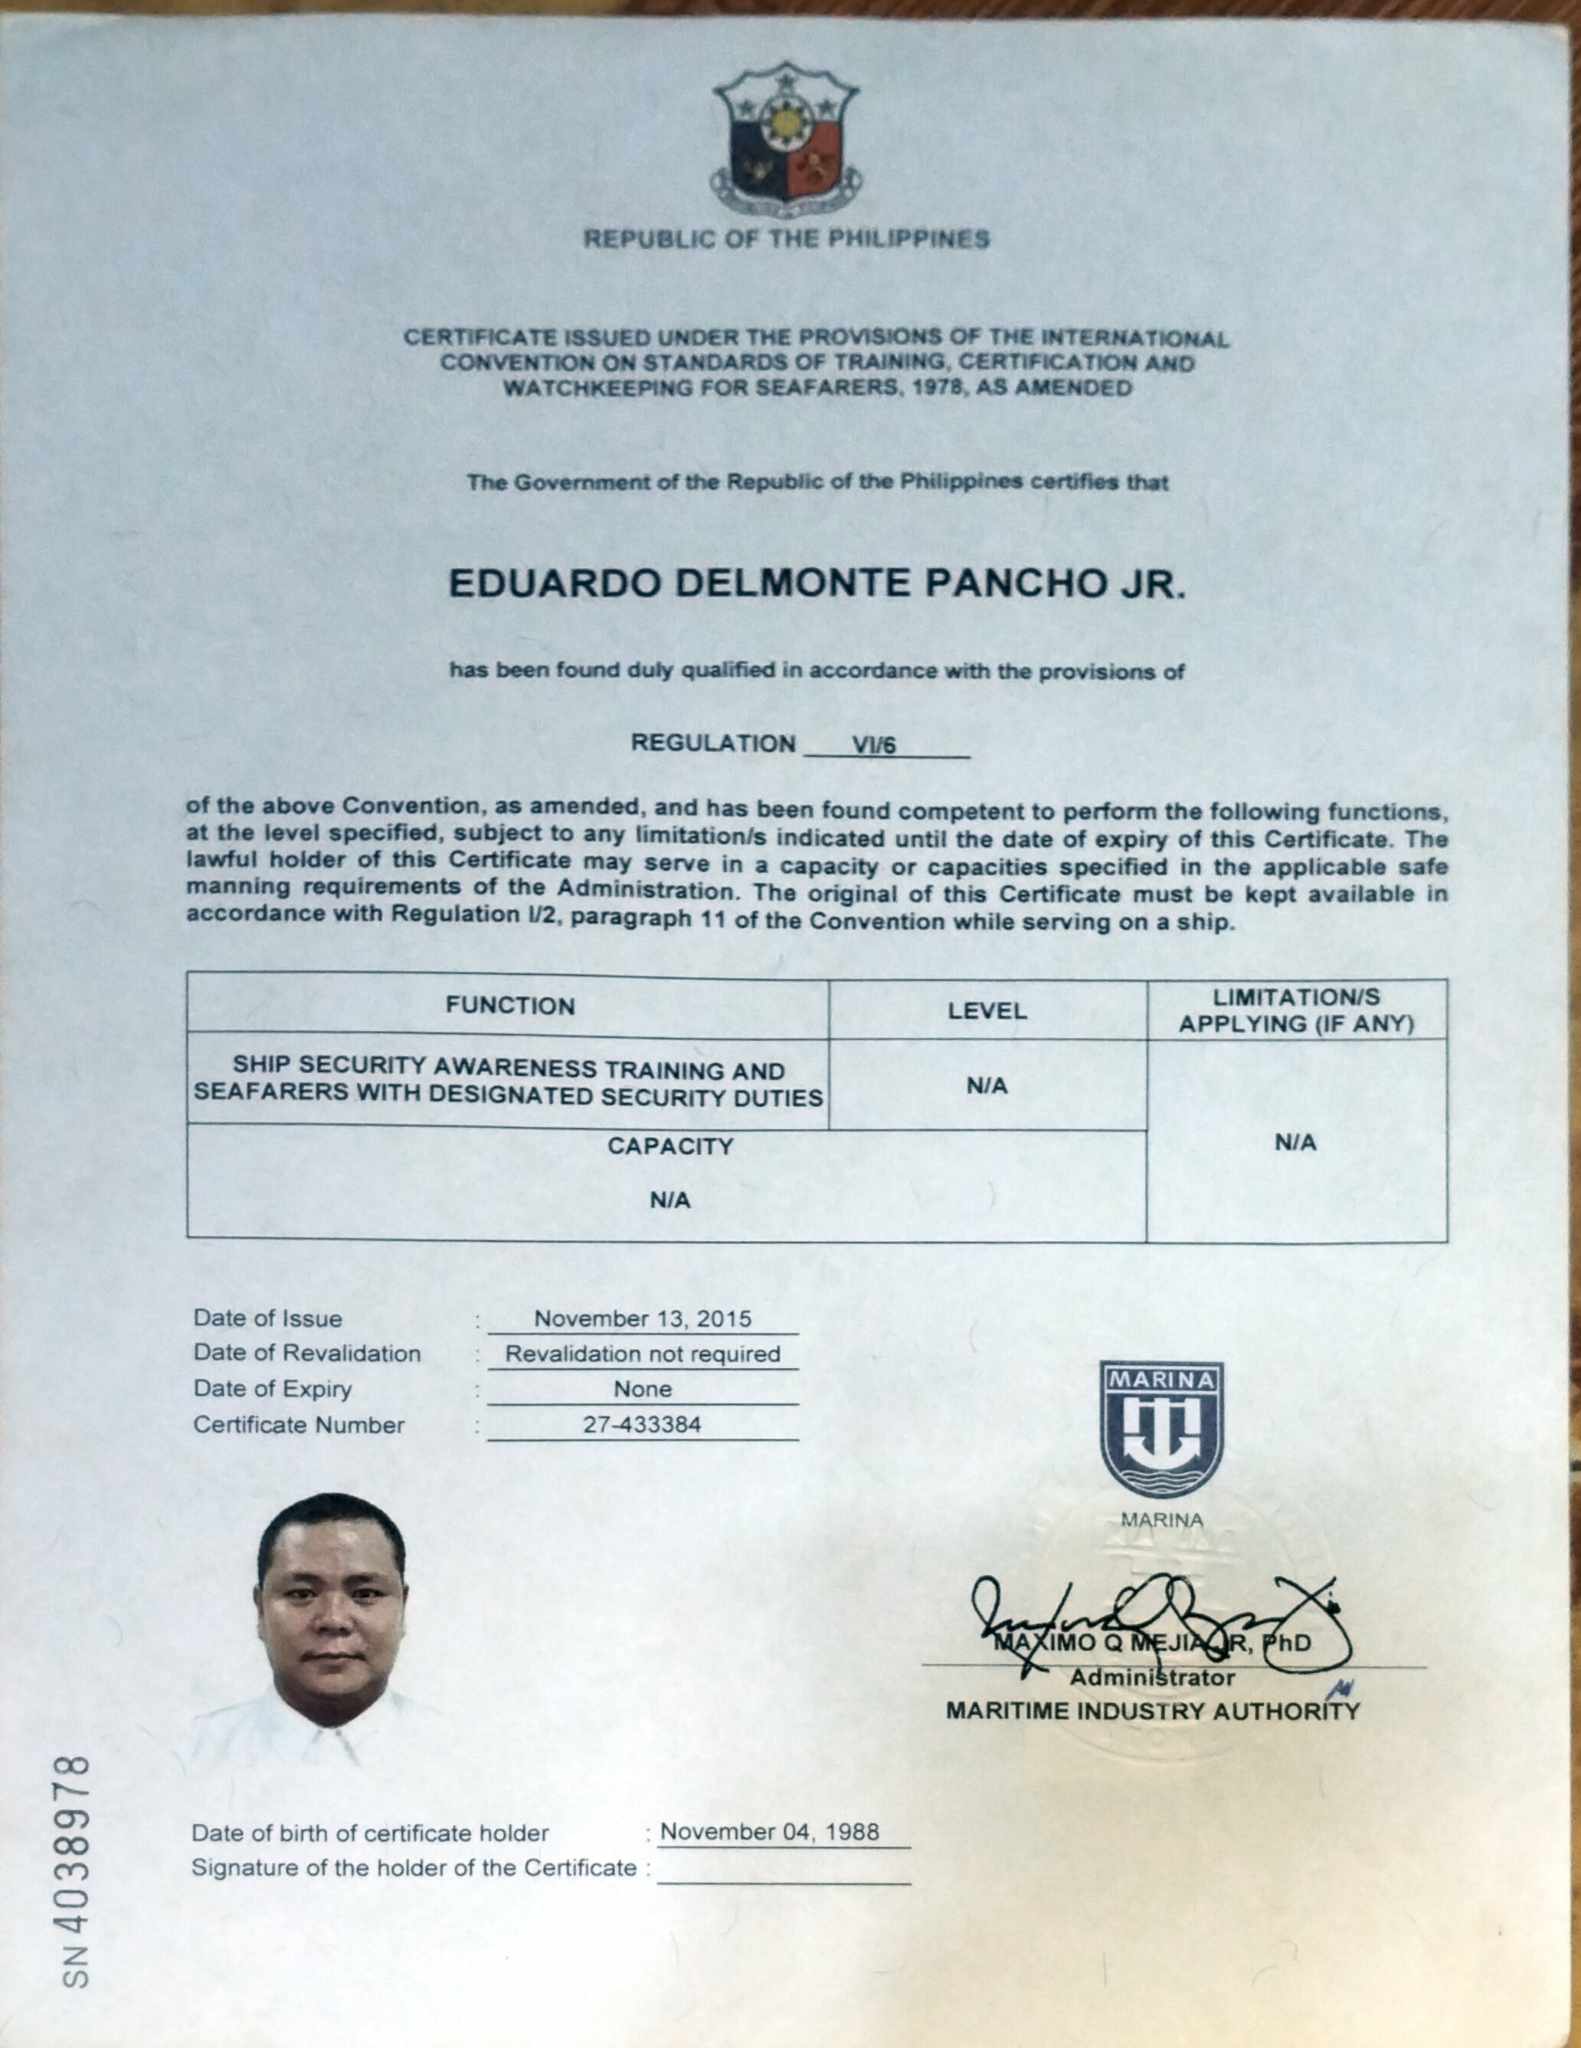 REPUBLIC OF THE PHILIPPINES
CERTIFICATE ISSUED UNDER THE PROVISIONS OF THE INTERNATIONAL
CONVENTION ON STANDARDS OF TRAINING, CERTIFICATION AND
WATCHKEEPING FOR SEAFARERS, 1978, AS AMENDED
The Government of the Republic of the Philippines certifies that
EDUARDO DELMONTE PANCHO JR.
has been found duly qualified in accordance with the provisions of
REGULATION VI/6
of the above Convention, as amended, and has been found competent to perform the following functions,
at the level specified, subject to any limitation/s indicated until the date of expiry of this Certificate. The
lawful holder of this Certificate may serve in a capacity or capacities specified in the applicable safe
manning requirements of the Administration. The original of this Certificate must be kept available in
accordance with Regulation I/2, paragraph 11 of the Convention while serving on a ship.
FUNCTION
LEVEL
LIMITATION/S
APPLYING (IF ANY)
SHIP SECURITY AWARENESS TRAINING AND
SEAFARERS WITH DESIGNATED SECURITY DUTIES
N/A
N/A
CAPACITY
N/A
Date of Issue : November 13, 2015
Date of Revalidation : Revalidation not required
Date of Expiry : None
Certificate Number : 27-433384
MARINA
MARINA
MAXIMO Q MEJIA JR, PhD
Administrator
MARITIME INDUSTRY AUTHORITY
Date of birth of certificate holder : November 04, 1988
Signature of the holder of the Certificate :
SN 4038978